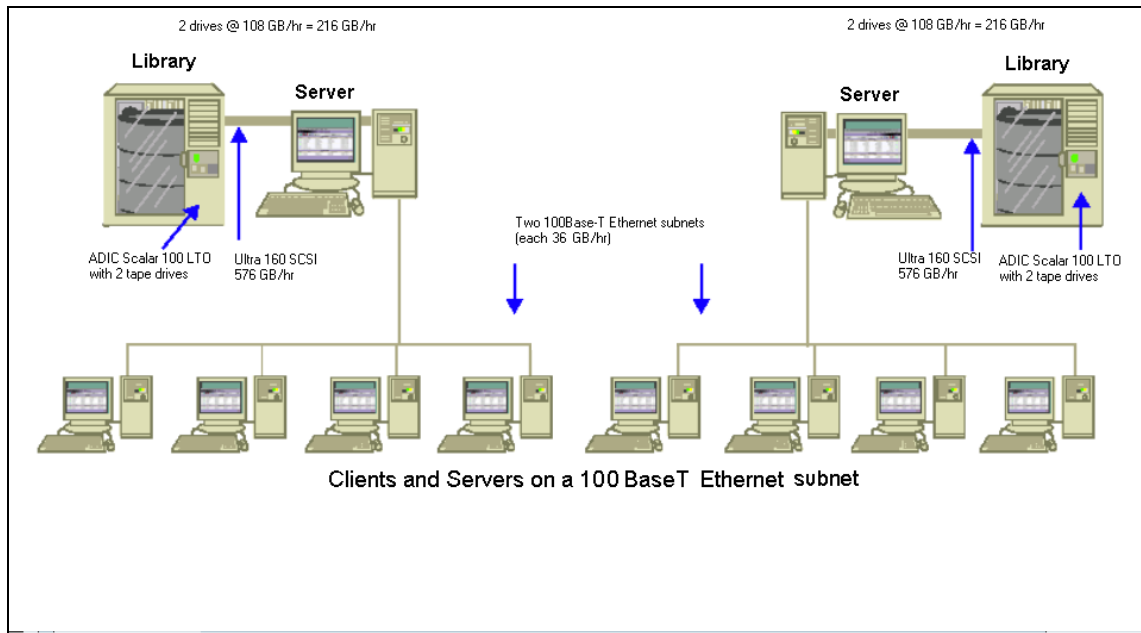 2 drives @ 108 GB/hr = 216 GB/hr
2 drives @ 108 GB/hr = 216 GB/hr
Library
Server
Server
Library
Two 100Base-T Ethernet subnets
(each 36 GB/hr)
ADIC Scalar 100 LTO
with 2 tape drives
Ultra 160 SCSI
576 GB/hr
Ultra 160 SCSI
576 GB/hr
ADIC Scalar 100 LTO
with 2 tape drives
Clients and Servers on a 100 BaseT Ethernet subnet